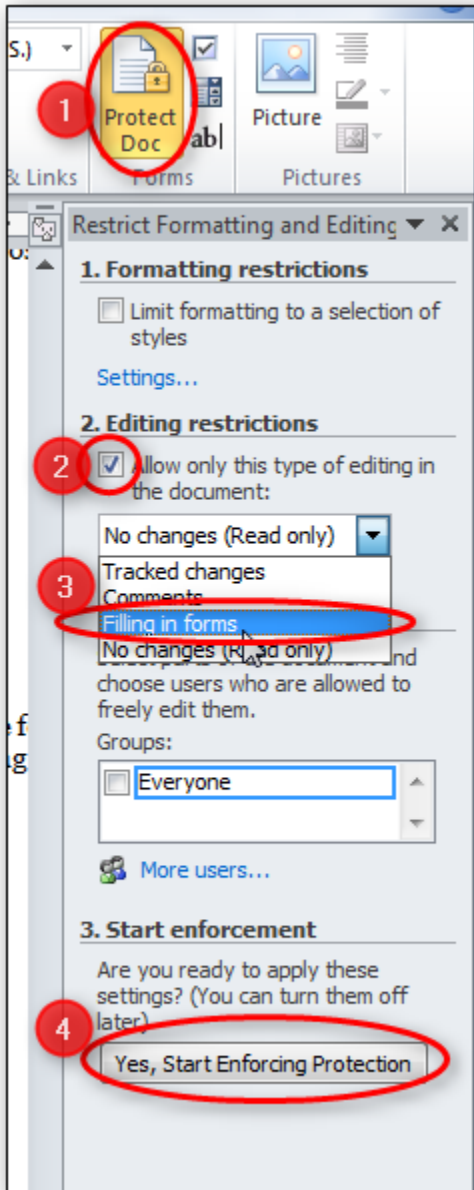 S.)
1
Protect
Doc
ab|
Picture
& Links
Forms
Pictures
Restrict Formatting and Editing
1. Formatting restrictions
Limit formatting to a selection of
styles
Settings...
2. Editing restrictions
2
Allow only this type of editing in
the document:
No changes (Read only)
3
Tracked changes
Comments
Filling in forms
No changes (Read only)
choose users who are allowed to
freely edit them.
Groups:
Everyone
More users...
3. Start enforcement
Are you ready to apply these
settings? (You can turn them off
later)
4
Yes, Start Enforcing Protection